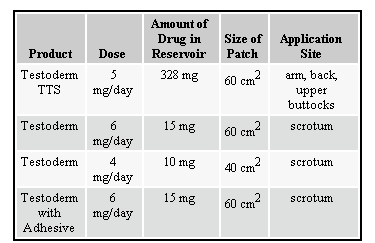 Product Dose Amount of Drug in Reservoir Size of Patch Application Site
Testoderm TTS 5 mg/day 328 mg 60 cm2 arm, back, upper buttocks
Testoderm 6 mg/day 15 mg 60 cm2 scrotum
Testoderm 4 mg/day 10 mg 40 cm2 scrotum
Testoderm with Adhesive 6 mg/day 15 mg 60 cm2 scrotum